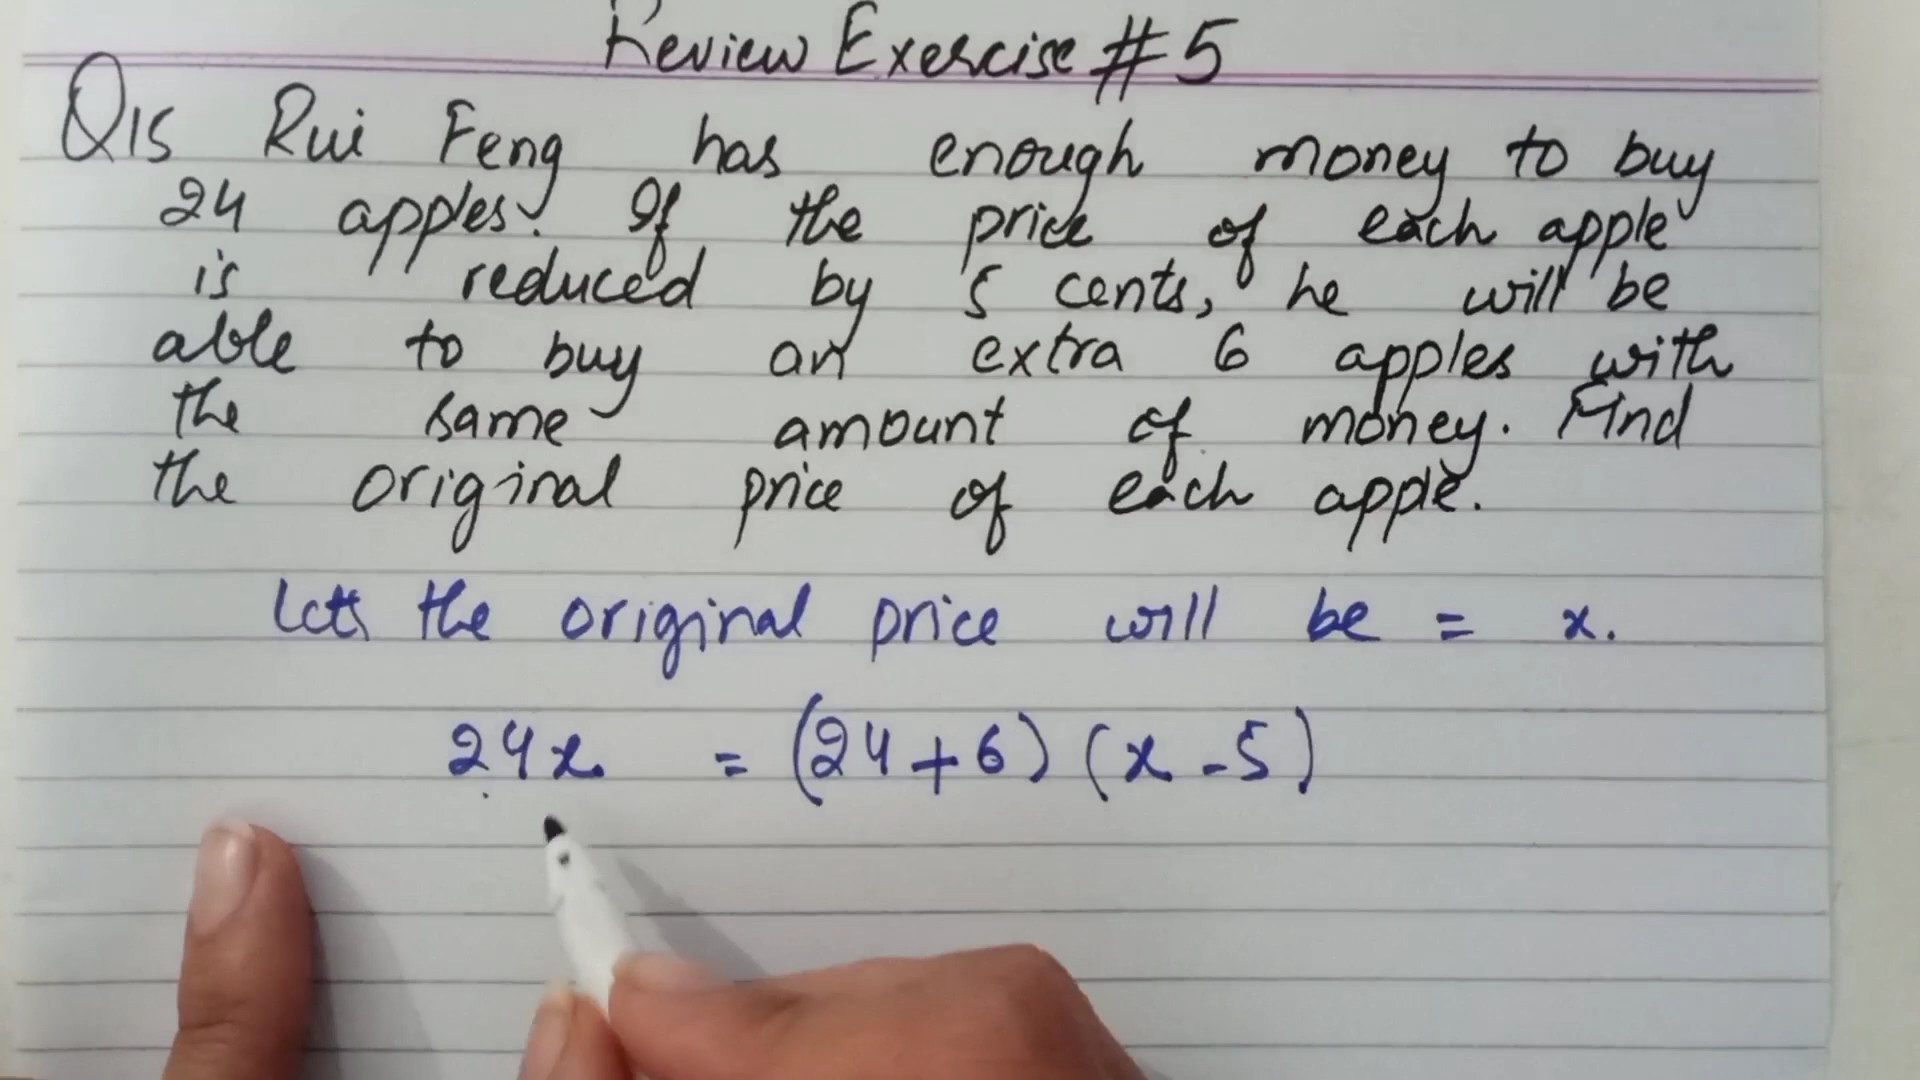 Review Exercise #5
Q15 Rui Feng has enough money to buy
24 apples. If the price of each apple
is reduced by 5 cents, he will be
able to buy an extra 6 apples with
the same amount of money. Find
the original price of each apple.
the original price will be = x.
24x = (24+6) (x-5)